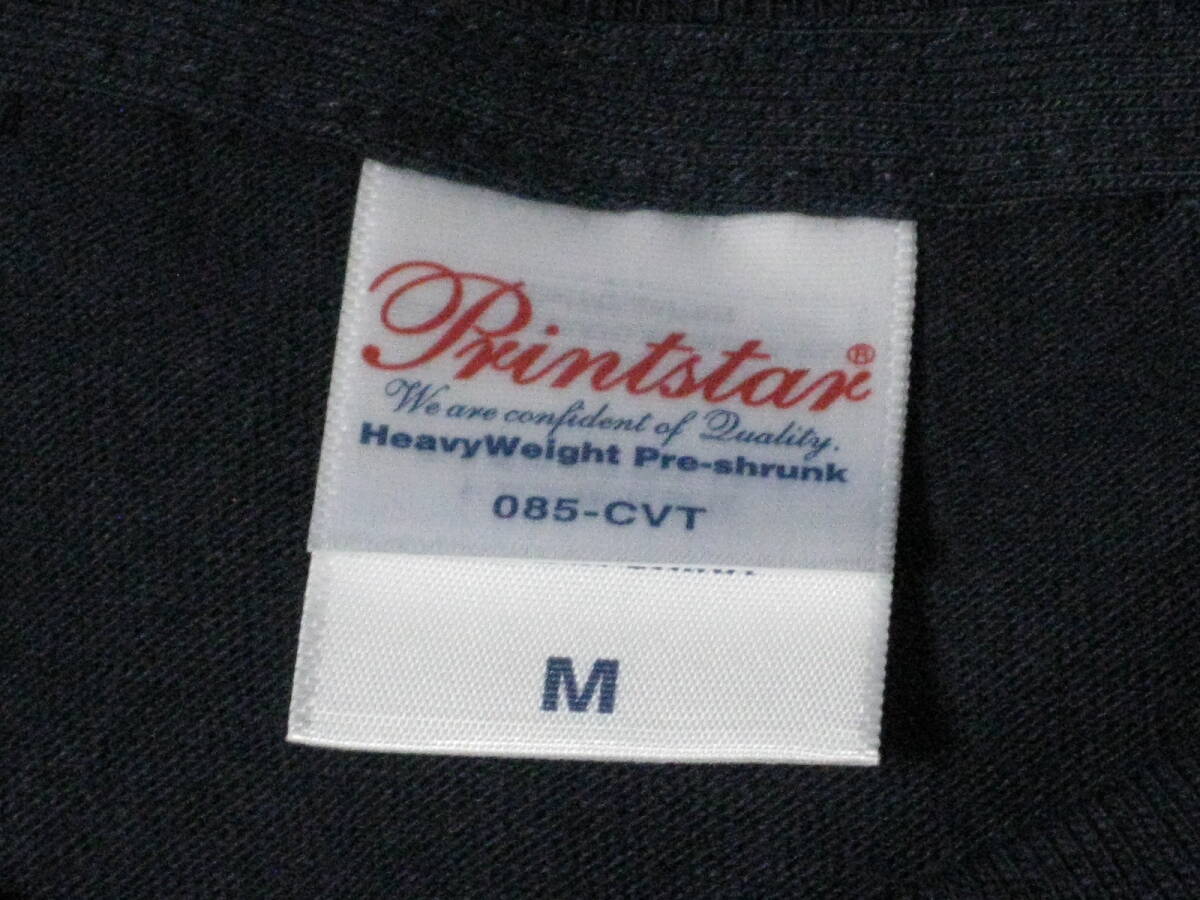 Printstar®
We are confident of Quality.
HeavyWeight Pre-shrunk
085-CVT
M